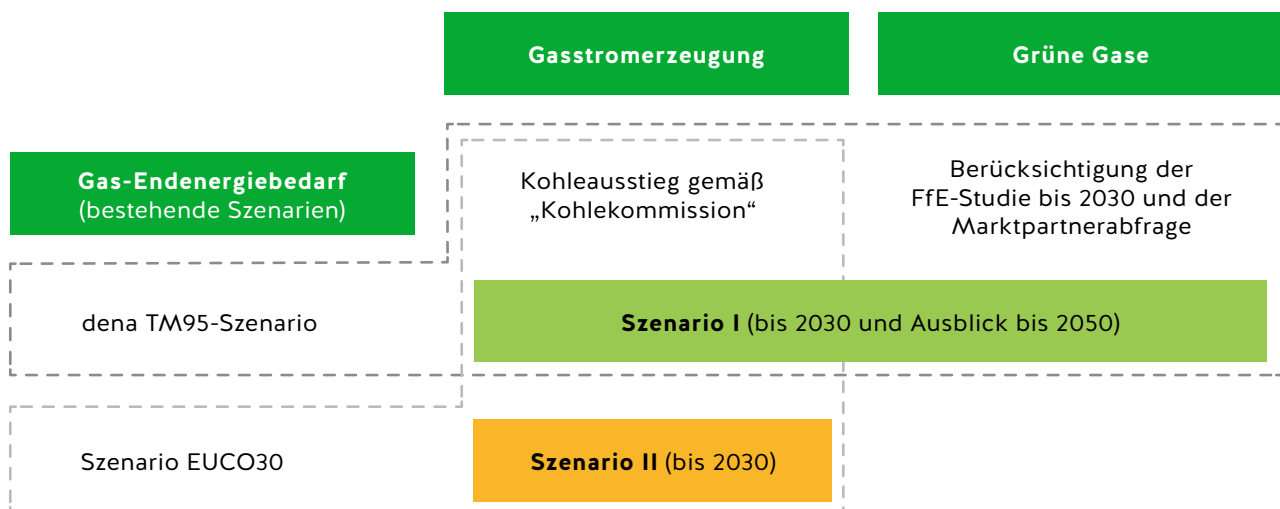 Gasstromerzeugung
Grüne Gase
Gas-Endenergiebedarf
(bestehende Szenarien)
Kohleausstieg gemäß
„Kohlekommission“
Berücksichtigung der
FfE-Studie bis 2030 und der
Marktpartnerabfrage
dena TM95-Szenario
Szenario I (bis 2030 und Ausblick bis 2050)
Szenario EUCO30
Szenario II (bis 2030)